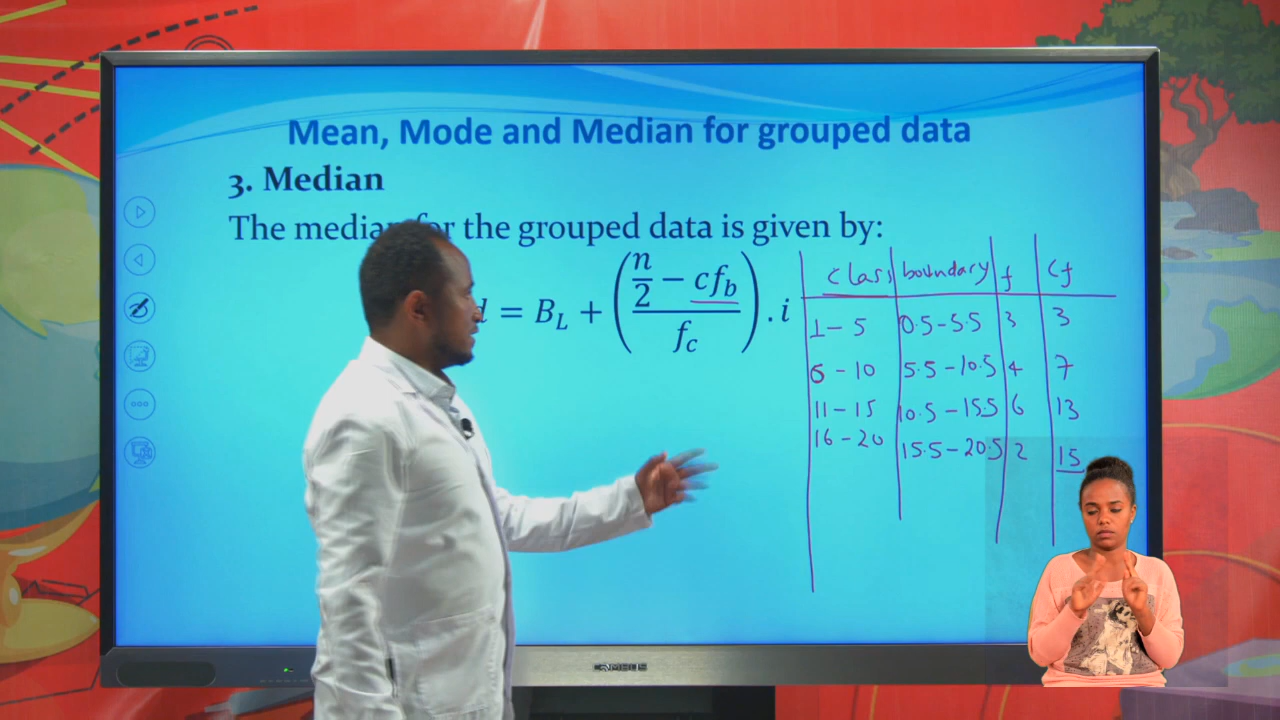 Mean, Mode and Median for grouped data
3. Median
The median for the grouped data is given by:
= B_L + ((n/2 − cf_b) / f_c) . i
class boundary f cf
1 – 5 0.5 – 5.5 3 3
6 – 10 5.5 – 10.5 4 7
11 – 15 10.5 – 15.5 6 13
16 – 20 15.5 – 20.5 2 15